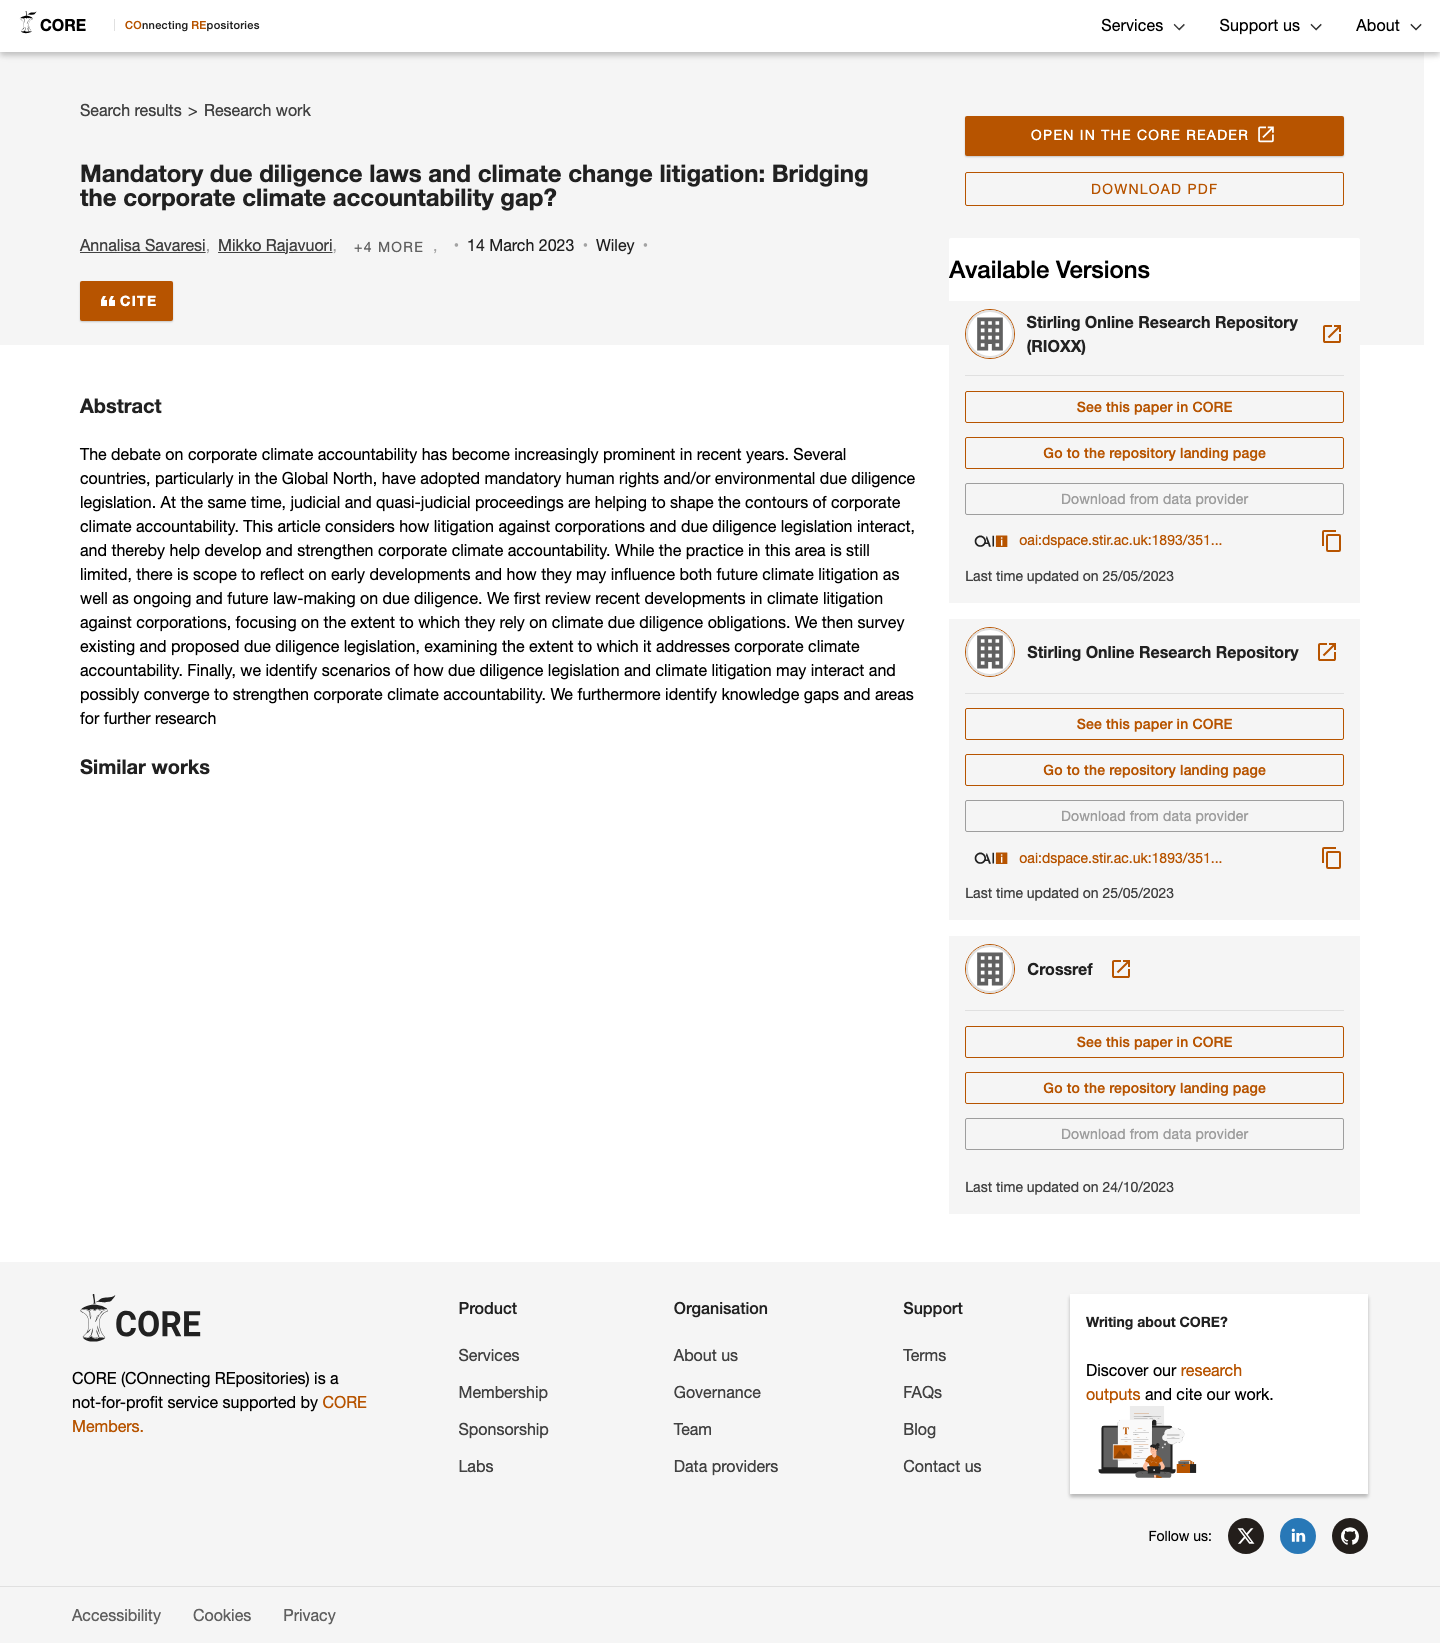 CORE
COnnecting REpositories
Services
Support us
About
Search results > Research work
OPEN IN THE CORE READER
DOWNLOAD PDF
Mandatory due diligence laws and climate change litigation: Bridging
the corporate climate accountability gap?
Annalisa Savaresi, Mikko Rajavuori, +4 MORE , • 14 March 2023 • Wiley •
CITE
Abstract
The debate on corporate climate accountability has become increasingly prominent in recent years. Several
countries, particularly in the Global North, have adopted mandatory human rights and/or environmental due diligence
legislation. At the same time, judicial and quasi-judicial proceedings are helping to shape the contours of corporate
climate accountability. This article considers how litigation against corporations and due diligence legislation interact,
and thereby help develop and strengthen corporate climate accountability. While the practice in this area is still
limited, there is scope to reflect on early developments and how they may influence both future climate litigation as
well as ongoing and future law-making on due diligence. We first review recent developments in climate litigation
against corporations, focusing on the extent to which they rely on climate due diligence obligations. We then survey
existing and proposed due diligence legislation, examining the extent to which it addresses corporate climate
accountability. Finally, we identify scenarios of how due diligence legislation and climate litigation may interact and
possibly converge to strengthen corporate climate accountability. We furthermore identify knowledge gaps and areas
for further research
Similar works
Available Versions
Stirling Online Research Repository
(RIOXX)
See this paper in CORE
Go to the repository landing page
Download from data provider
OAI oai:dspace.stir.ac.uk:1893/351...
Last time updated on 25/05/2023
Stirling Online Research Repository
See this paper in CORE
Go to the repository landing page
Download from data provider
OAI oai:dspace.stir.ac.uk:1893/351...
Last time updated on 25/05/2023
Crossref
See this paper in CORE
Go to the repository landing page
Download from data provider
Last time updated on 24/10/2023
CORE
CORE (COnnecting REpositories) is a
not-for-profit service supported by CORE
Members.
Product
Services
Membership
Sponsorship
Labs
Organisation
About us
Governance
Team
Data providers
Support
Terms
FAQs
Blog
Contact us
Writing about CORE?
Discover our research
outputs and cite our work.
T
Follow us:
in
Accessibility
Cookies
Privacy